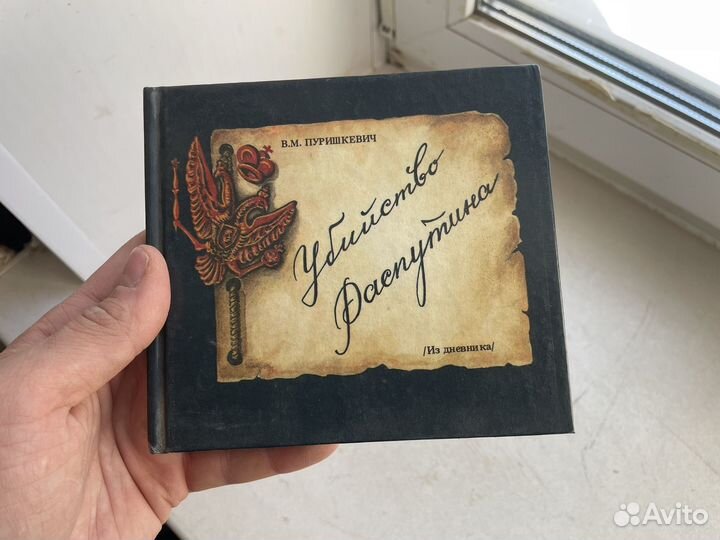 В.М. ПУРИШКЕВИЧ
Убийство
Распутина
/Из дневника/
Avito